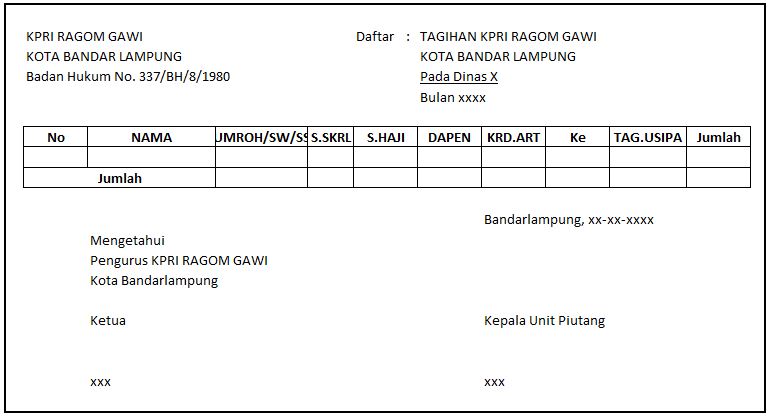 KPRI RAGOM GAWI Daftar : TAGIHAN KPRI RAGOM GAWI
KOTA BANDAR LAMPUNG KOTA BANDAR LAMPUNG
Badan Hukum No. 337/BH/8/1980 Pada Dinas X
Bulan xxxx
No NAMA UMROH/SW/SS S.SKRL S.HAJI DAPEN KRD.ART Ke TAG.USIPA Jumlah
Jumlah
Bandarlampung, xx-xx-xxxx
Mengetahui
Pengurus KPRI RAGOM GAWI
Kota Bandarlampung
Ketua Kepala Unit Piutang
xxx xxx